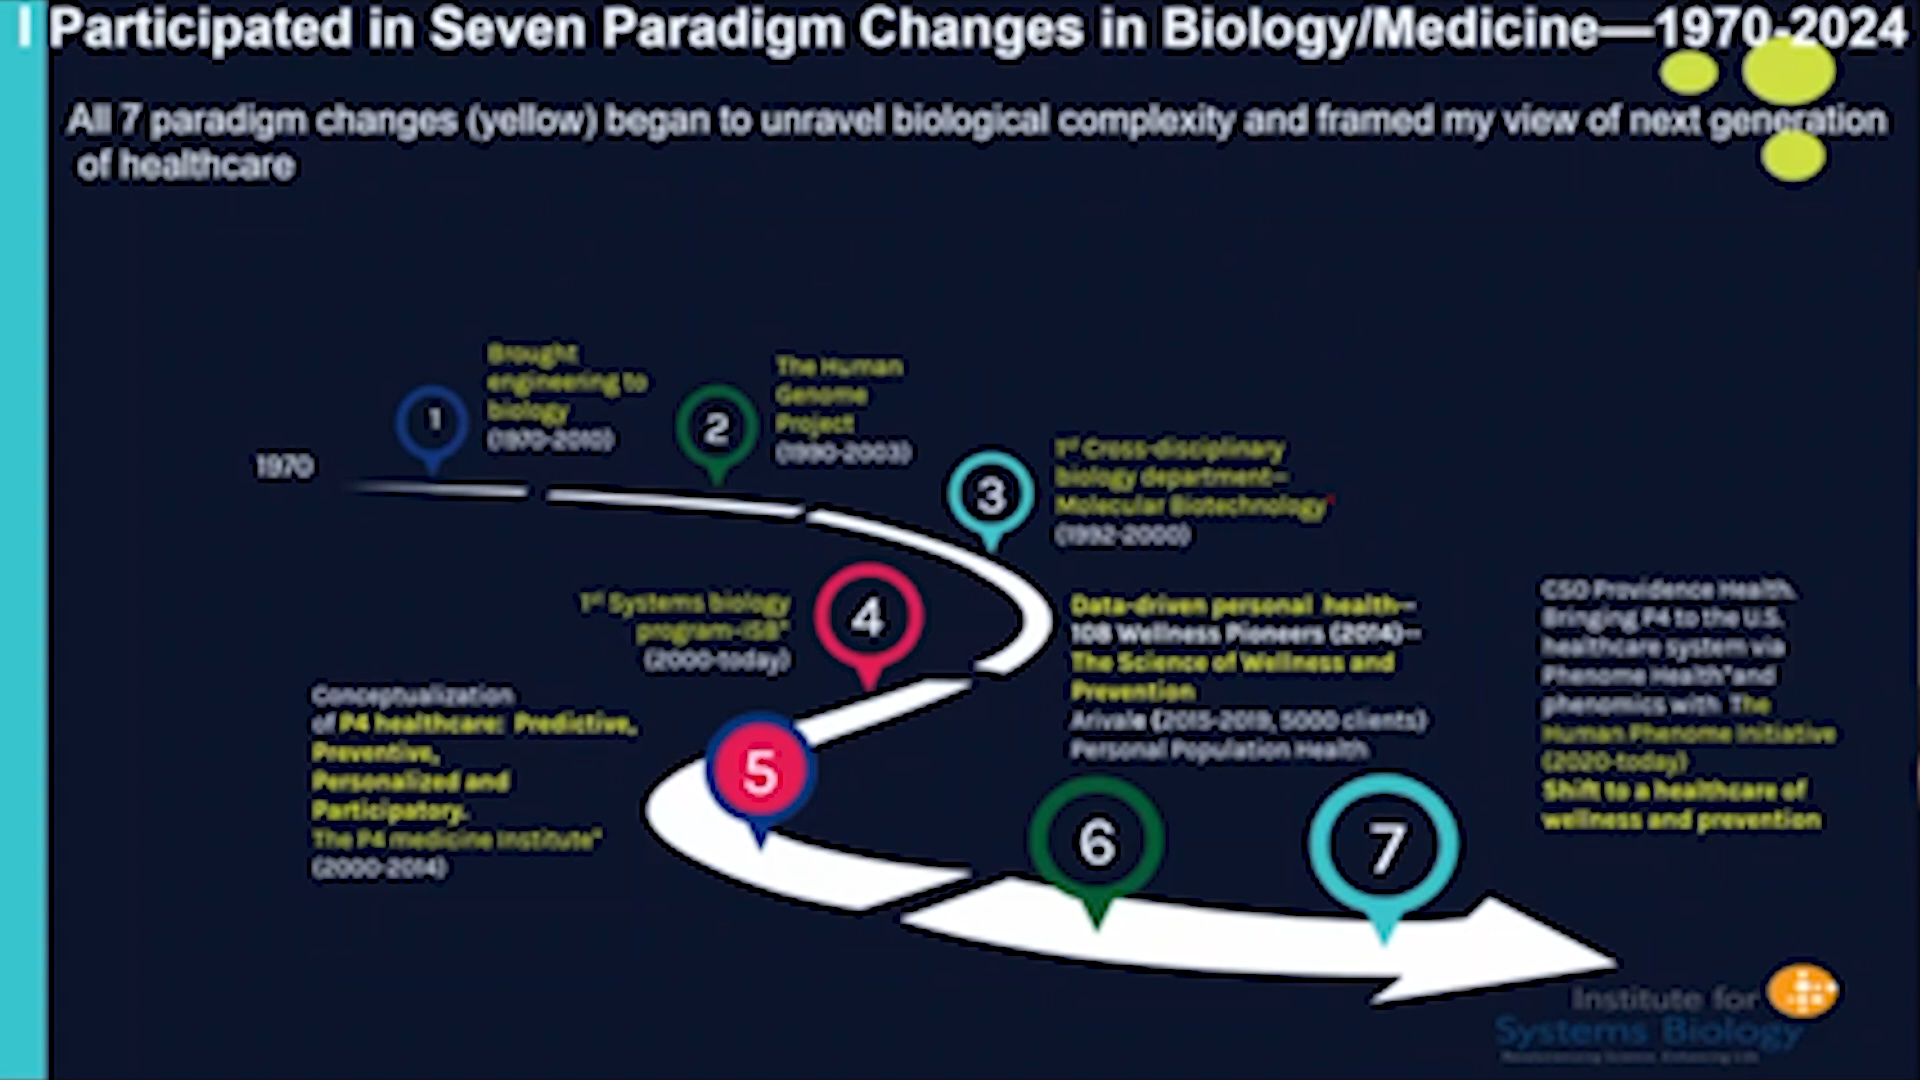 I Participated in Seven Paradigm Changes in Biology/Medicine—1970-2024
All 7 paradigm changes (yellow) began to unravel biological complexity and framed my view of next generation
of healthcare
1970
1
Brought
engineering to
biology
(1970-2010)
2
The Human
Genome
Project
(1990-2003)
3
1st Cross-disciplinary
biology department–
Molecular Biotechnology*
(1992-2000)
4
1st Systems biology
program-ISB*
(2000-today)
5
Conceptualization
of P4 healthcare: Predictive,
Preventive,
Personalized and
Participatory.
The P4 medicine Institute*
(2000-2014)
6
Data-driven personal health–
108 Wellness Pioneers (2014)–
The Science of Wellness and
Prevention
Arivale (2015-2019, 5000 clients)
Personal Population Health
7
CSO Providence Health.
Bringing P4 to the U.S.
healthcare system via
Phenome Health*and
phenomics with The
Human Phenome Initiative
(2020-today)
Shift to a healthcare of
wellness and prevention
Institute for
Systems Biology